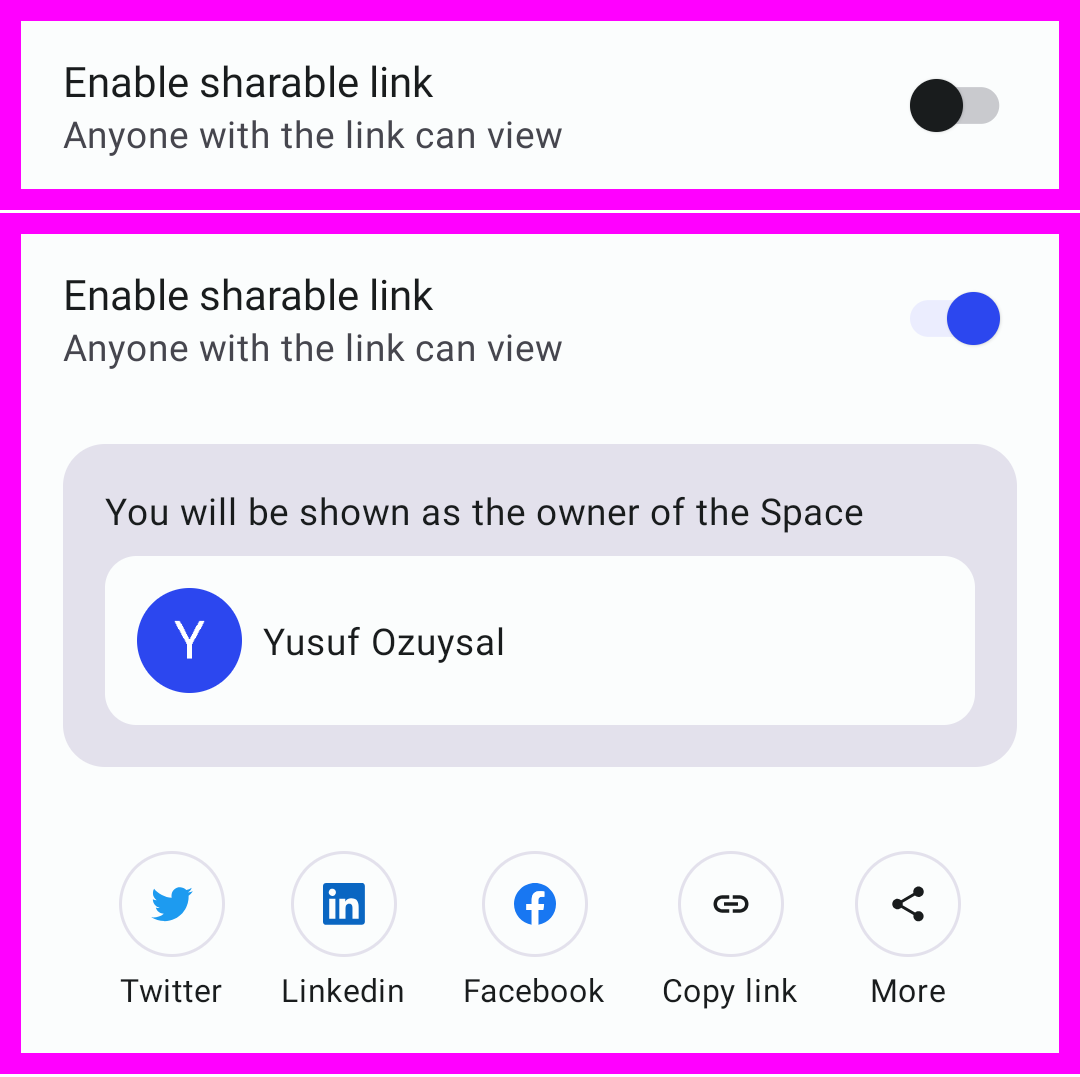 Enable sharable link
Anyone with the link can view
Enable sharable link
Anyone with the link can view
You will be shown as the owner of the Space
Y
Yusuf Ozuysal
Twitter
Linkedin
Facebook
Copy link
More